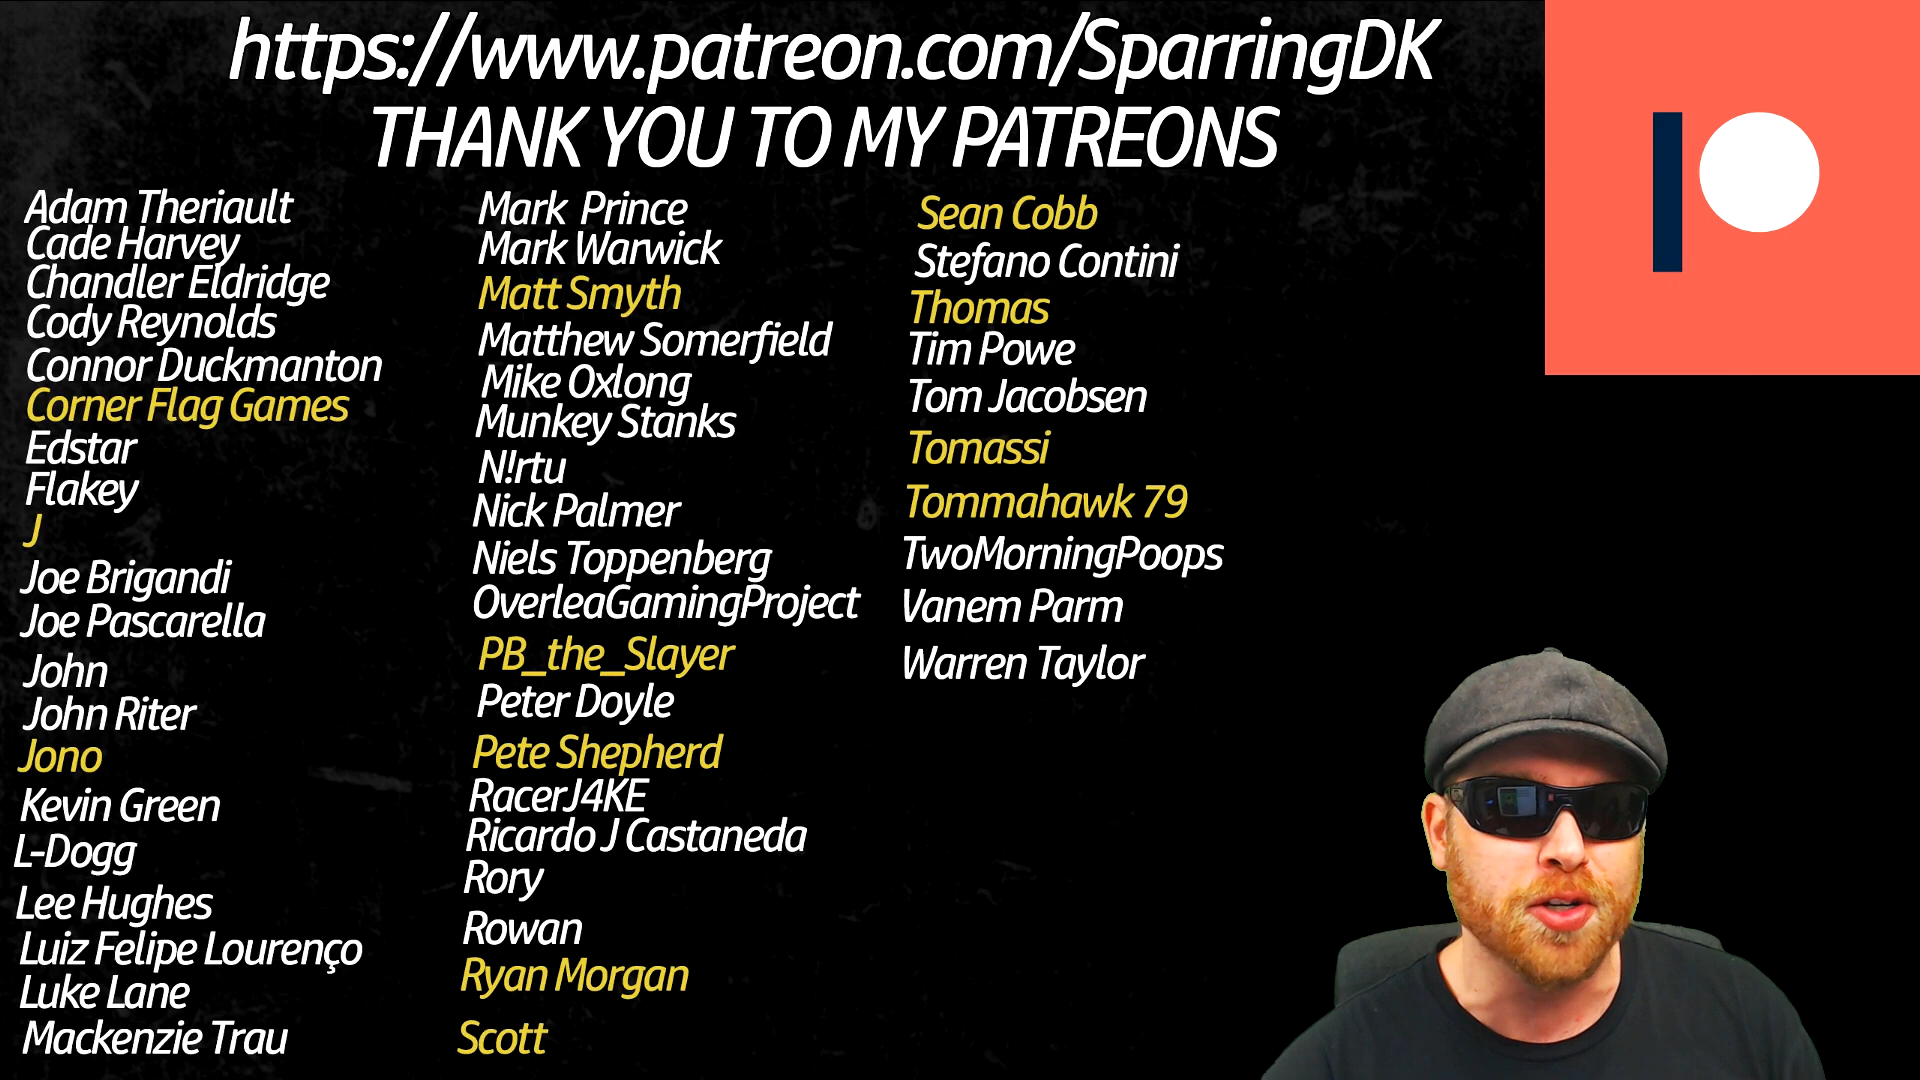 https://www.patreon.com/SparringDK
THANK YOU TO MY PATREONS
Adam Theriault
Cade Harvey
Chandler Eldridge
Cody Reynolds
Connor Duckmanton
Corner Flag Games
Edstar
Flakey
J
Joe Brigandi
Joe Pascarella
John
John Riter
Jono
Kevin Green
L-Dogg
Lee Hughes
Luiz Felipe Lourenço
Luke Lane
Mackenzie Trau
Mark Prince
Mark Warwick
Matt Smyth
Matthew Somerfield
Mike Oxlong
Munkey Stanks
N!rtu
Nick Palmer
Niels Toppenberg
OverleaGamingProject
PB_the_Slayer
Peter Doyle
Pete Shepherd
RacerJ4KE
Ricardo J Castaneda
Rory
Rowan
Ryan Morgan
Scott
Sean Cobb
Stefano Contini
Thomas
Tim Powe
Tom Jacobsen
Tomassi
Tommahawk 79
TwoMorningPoops
Vanem Parm
Warren Taylor